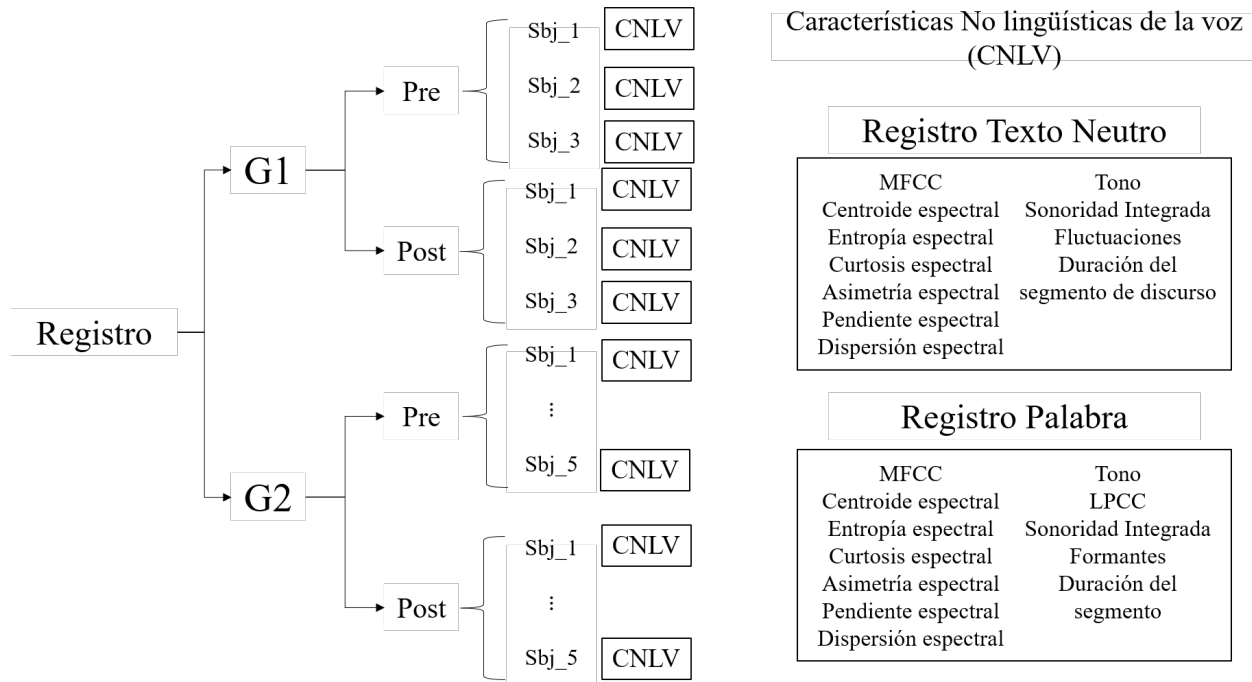 Registro
G1
Pre
Sbj_1 CNLV
Sbj_2 CNLV
Sbj_3 CNLV
Post
Sbj_1 CNLV
Sbj_2 CNLV
Sbj_3 CNLV
G2
Pre
Sbj_1 CNLV
⋮
Sbj_5 CNLV
Post
Sbj_1 CNLV
⋮
Sbj_5 CNLV
Características No lingüísticas de la voz
(CNLV)
Registro Texto Neutro
MFCC
Centroide espectral
Entropía espectral
Curtosis espectral
Asimetría espectral
Pendiente espectral
Dispersión espectral
Tono
Sonoridad Integrada
Fluctuaciones
Duración del
segmento de discurso
Registro Palabra
MFCC
Centroide espectral
Entropía espectral
Curtosis espectral
Asimetría espectral
Pendiente espectral
Dispersión espectral
Tono
LPCC
Sonoridad Integrada
Formantes
Duración del
segmento